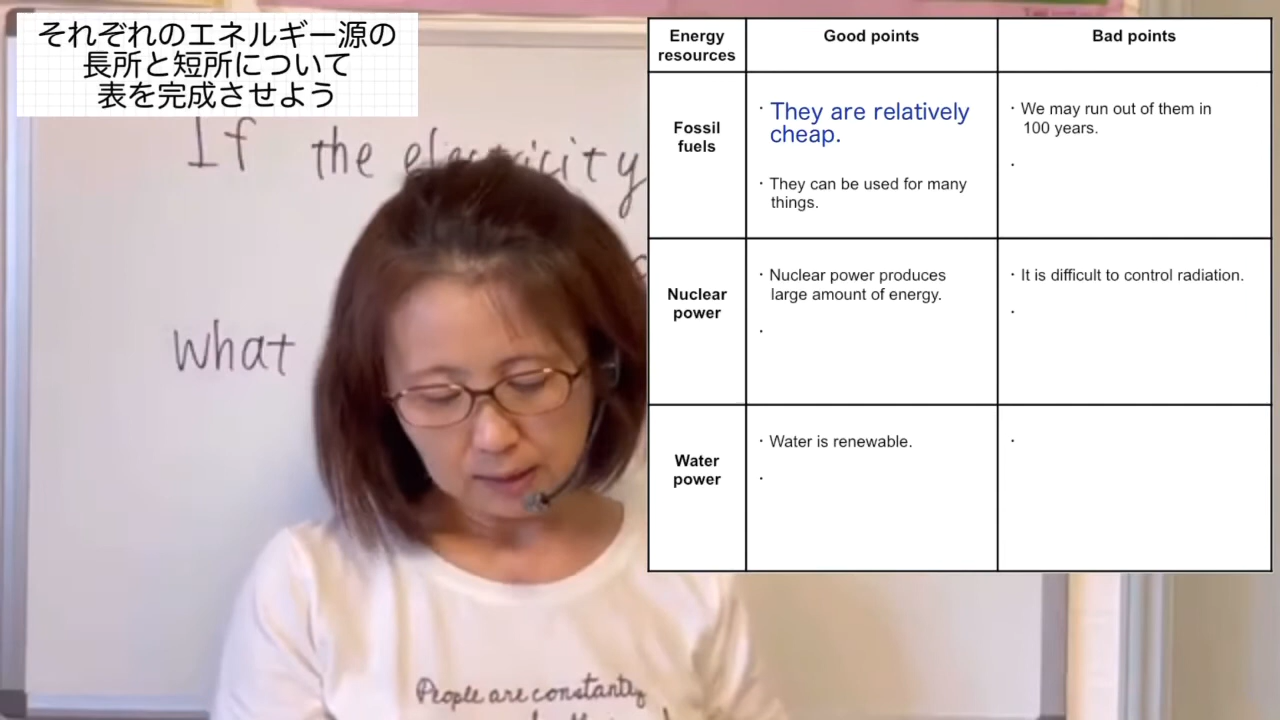 それぞれのエネルギー源の
長所と短所について
表を完成させよう
If the electricity
What
Energy resources
Good points
Bad points
Fossil fuels
· They are relatively
cheap.
· They can be used for many
things.
· We may run out of them in
100 years.
·
Nuclear power
· Nuclear power produces
large amount of energy.
·
· It is difficult to control radiation.
·
Water power
· Water is renewable.
·
·
People are constantly